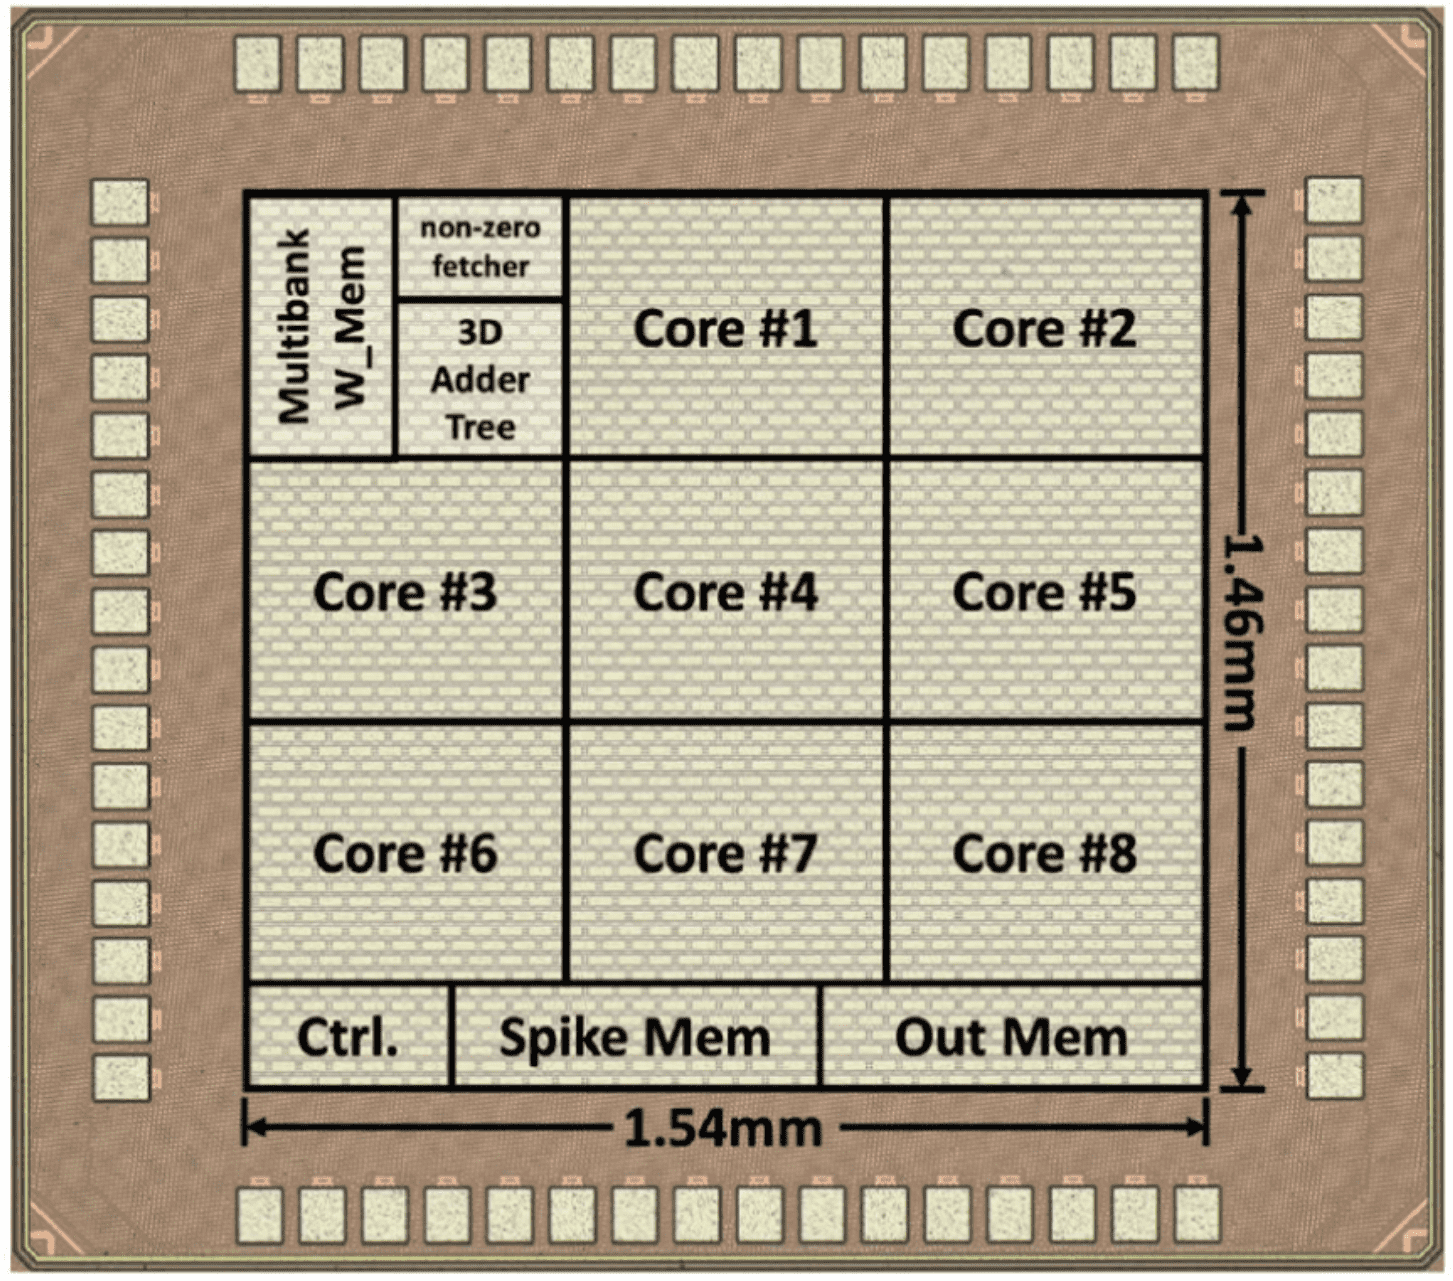 Multibank
W_Mem
non-zero
fetcher
3D
Adder
Tree
Core #1
Core #2
Core #3
Core #4
Core #5
Core #6
Core #7
Core #8
Ctrl.
Spike Mem
Out Mem
1.46mm
1.54mm